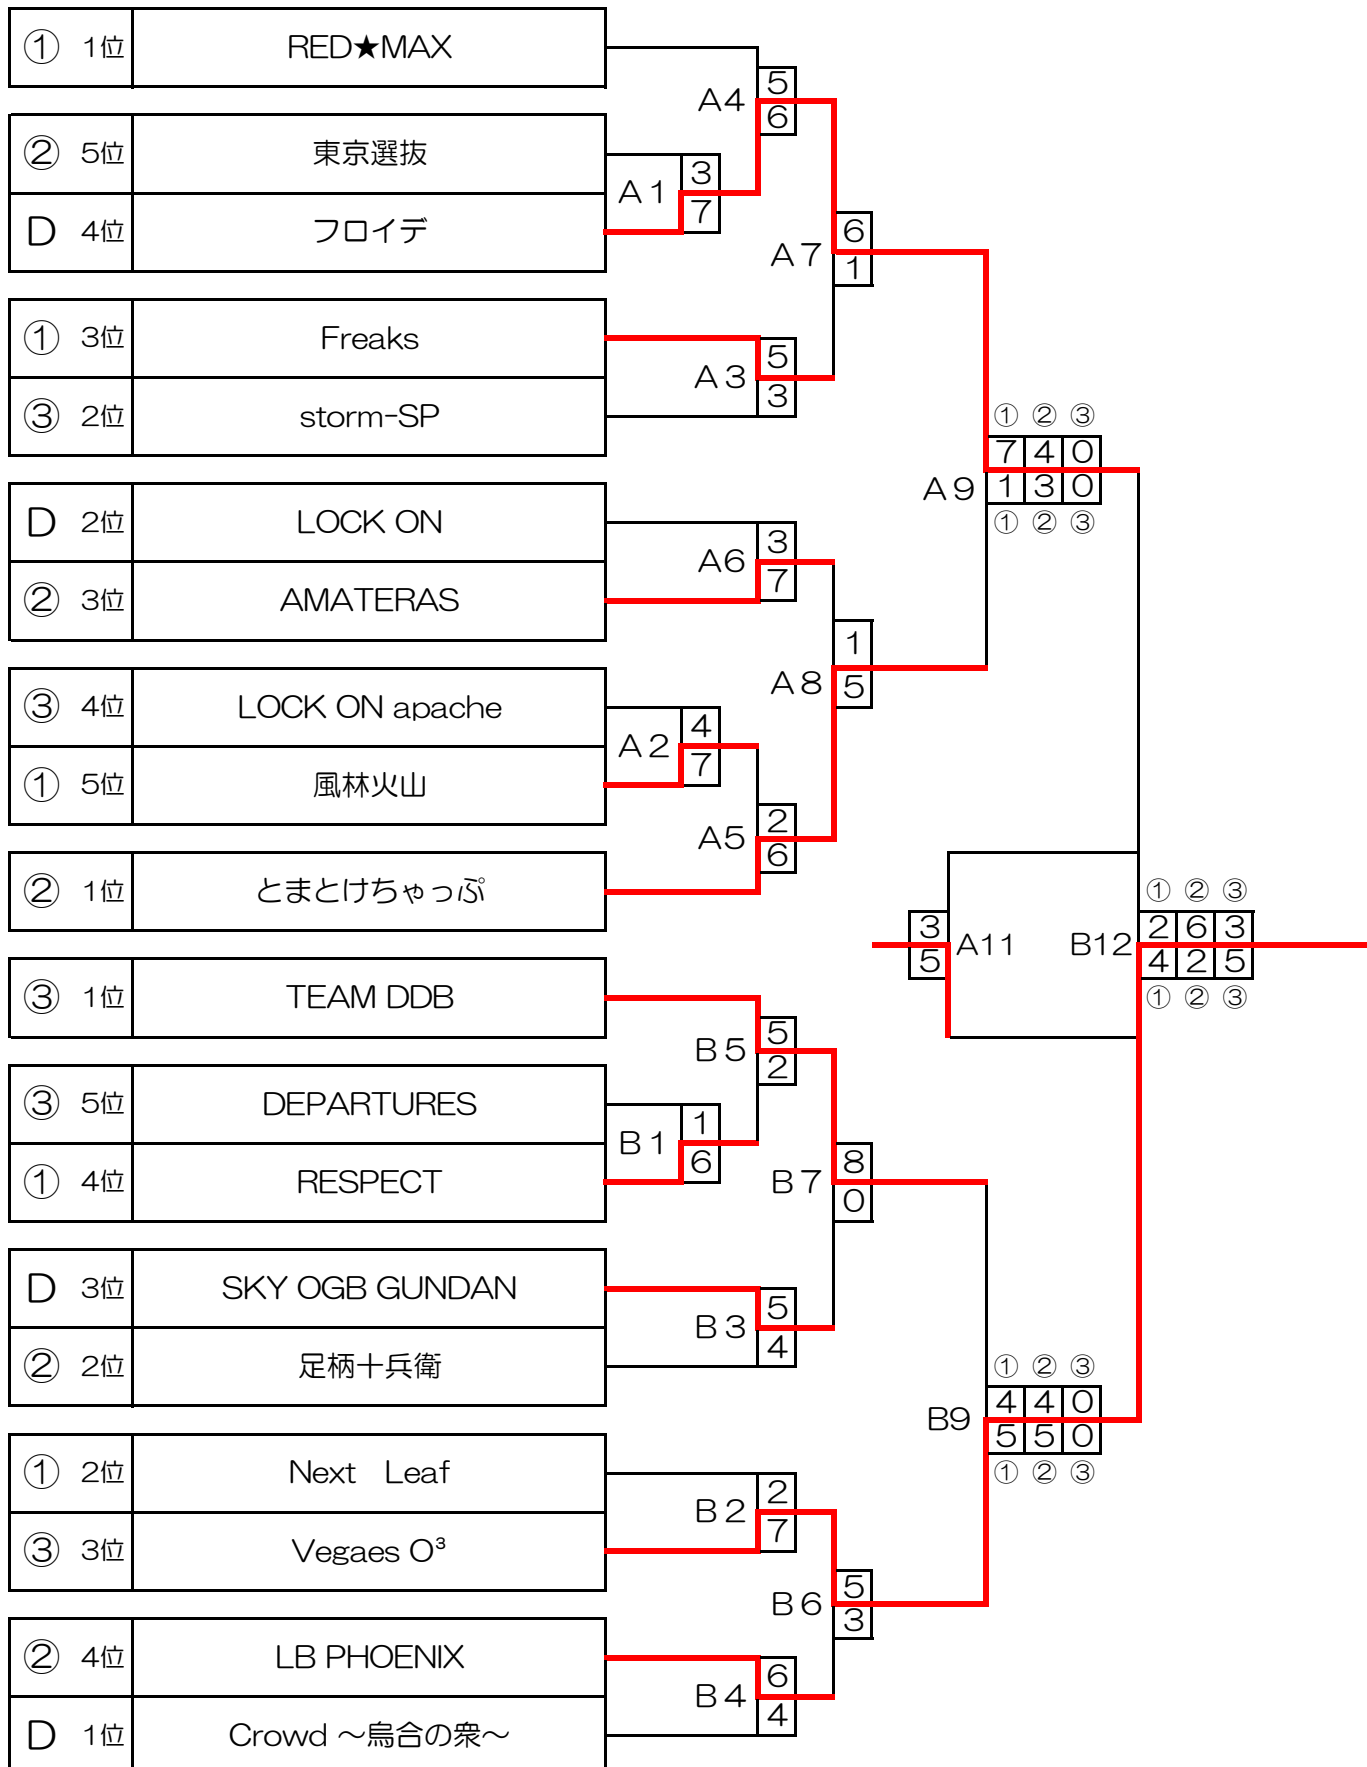 ① 1位 RED★MAX
A4 5
6
② 5位 東京選抜
A1 3
7
D 4位 フロイデ
A7 6
1
① 3位 Freaks
A3 5
3
③ 2位 storm-SP
① ② ③
A9 7 4 0
1 3 0
① ② ③
D 2位 LOCK ON
A6 3
7
② 3位 AMATERAS
A8 1
5
③ 4位 LOCK ON apache
A2 4
7
① 5位 風林火山
A5 2
6
② 1位 とまとけちゃっぷ
① ② ③
3 A11 B12 2 6 3
5 4 2 5
① ② ③
③ 1位 TEAM DDB
B5 5
2
③ 5位 DEPARTURES
B1 1
6
① 4位 RESPECT
B7 8
0
D 3位 SKY OGB GUNDAN
B3 5
4
② 2位 足柄十兵衛
① ② ③
B9 4 4 0
5 5 0
① ② ③
① 2位 Next　Leaf
B2 2
7
③ 3位 Vegaes O³
B6 5
3
② 4位 LB PHOENIX
B4 6
4
D 1位 Crowd ～烏合の衆～